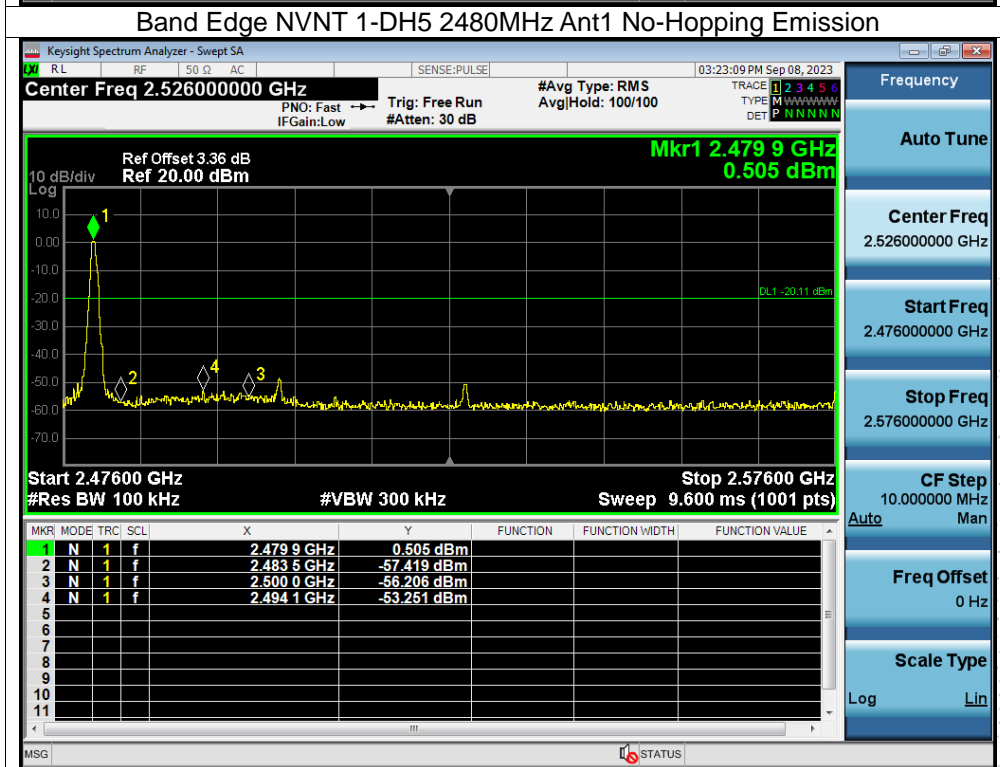 Band Edge NVNT 1-DH5 2480MHz Ant1 No-Hopping Emission
Keysight Spectrum Analyzer - Swept SA
LXI RL RF 50 Ω AC SENSE:PULSE 03:23:09 PM Sep 08, 2023
Center Freq 2.526000000 GHz #Avg Type: RMS TRACE 1 2 3 4 5 6
PNO: Fast Trig: Free Run Avg|Hold: 100/100 TYPE M WWWWW
IFGain:Low #Atten: 30 dB DET P N N N N N
Frequency
Auto Tune
Center Freq
2.526000000 GHz
Start Freq
2.476000000 GHz
Stop Freq
2.576000000 GHz
CF Step
10.000000 MHz
Auto Man
Freq Offset
0 Hz
Scale Type
Log Lin
Mkr1 2.479 9 GHz
0.505 dBm
Ref Offset 3.36 dB
10 dB/div Ref 20.00 dBm
Log
10.0
0.00
-10.0
-20.0
-30.0
-40.0
-50.0
-60.0
-70.0
1
2
4
3
DL1 -20.11 dBm
Start 2.47600 GHz Stop 2.57600 GHz
#Res BW 100 kHz #VBW 300 kHz Sweep 9.600 ms (1001 pts)
MKR MODE TRC SCL X Y FUNCTION FUNCTION WIDTH FUNCTION VALUE
1 N 1 f 2.479 9 GHz 0.505 dBm
2 N 1 f 2.483 5 GHz -57.419 dBm
3 N 1 f 2.500 0 GHz -56.206 dBm
4 N 1 f 2.494 1 GHz -53.251 dBm
5
6
7
8
9
10
11
MSG STATUS